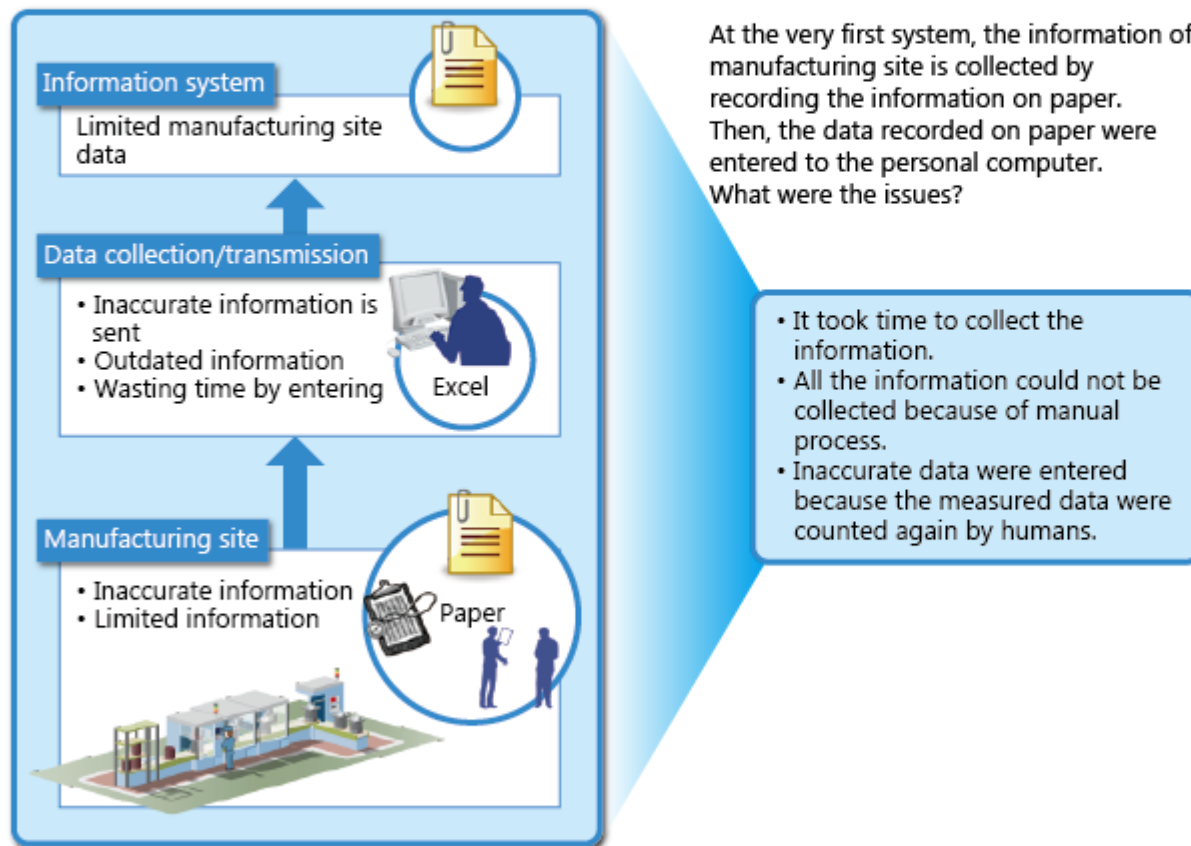 Information system
Limited manufacturing site
data
Data collection/transmission
• Inaccurate information is
sent
• Outdated information
• Wasting time by entering
Excel
Manufacturing site
• Inaccurate information
• Limited information
Paper
At the very first system, the information of
manufacturing site is collected by
recording the information on paper.
Then, the data recorded on paper were
entered to the personal computer.
What were the issues?
• It took time to collect the
information.
• All the information could not be
collected because of manual
process.
• Inaccurate data were entered
because the measured data were
counted again by humans.